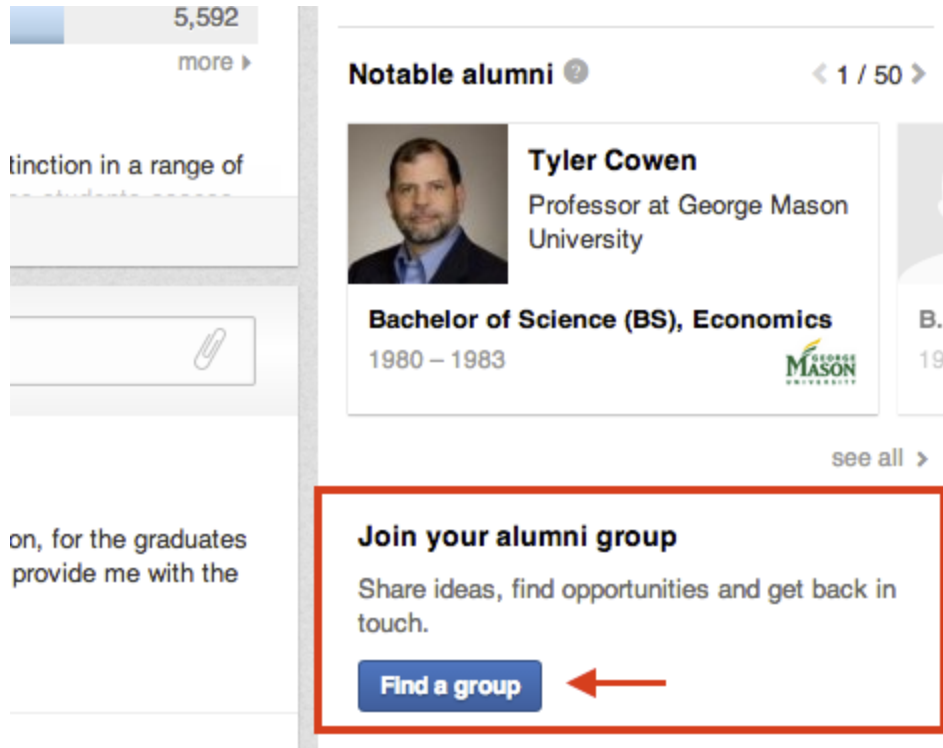 5,592
more
tinction in a range of
on, for the graduates
provide me with the
Notable alumni ?
1 / 50
Tyler Cowen
Professor at George Mason
University
Bachelor of Science (BS), Economics
1980 – 1983
GEORGE
MASON
UNIVERSITY
B.
19
see all
Join your alumni group
Share ideas, find opportunities and get back in
touch.
Find a group